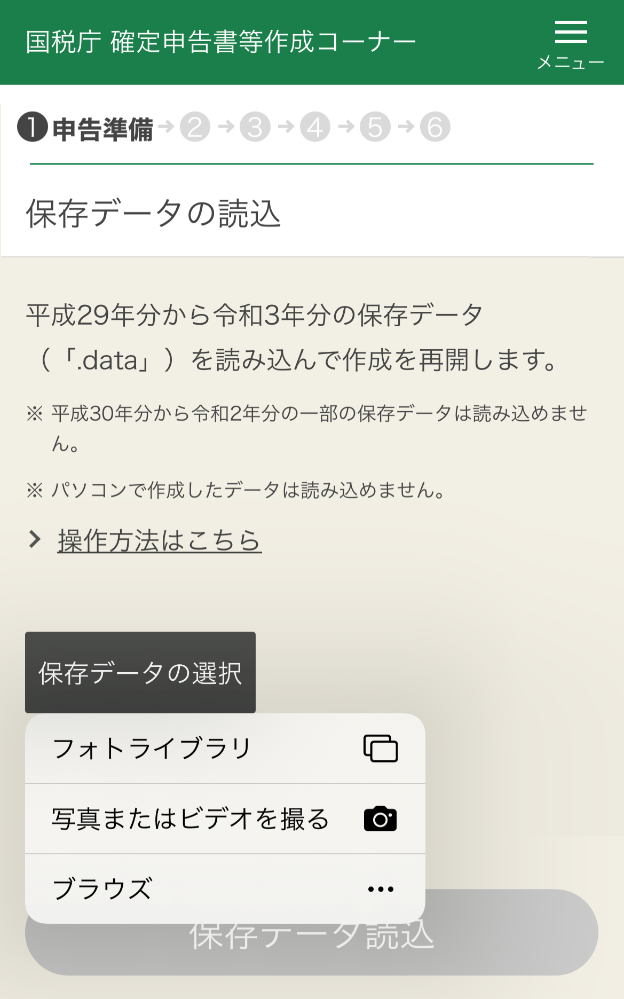 国税庁 確定申告書等作成コーナー
メニュー
1 申告準備 → 2 → 3 → 4 → 5 → 6
保存データの読込
平成29年分から令和3年分の保存データ
（「.data」）を読み込んで作成を再開します。
※ 平成30年分から令和2年分の一部の保存データは読み込めませ
ん。
※ パソコンで作成したデータは読み込めません。
操作方法はこちら
保存データの選択
フォトライブラリ
写真またはビデオを撮る
ブラウズ
保存データ読込